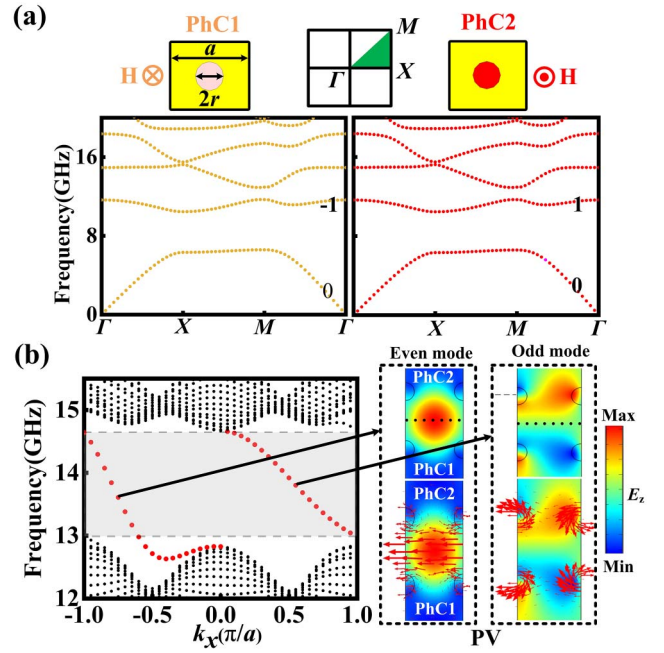 (a)
PhC1
a
H
2r
M
Γ
X
PhC2
H
Frequency(GHz)
16
8
0
-1
0
1
0
Γ X M Γ
X M Γ
(b)
Frequency(GHz)
15
14
13
12
-1.0 -0.5 0.0 0.5 1.0
kx(π/a)
Even mode
Odd mode
PhC2
PhC1
PhC2
PhC1
PV
Max
Ez
Min